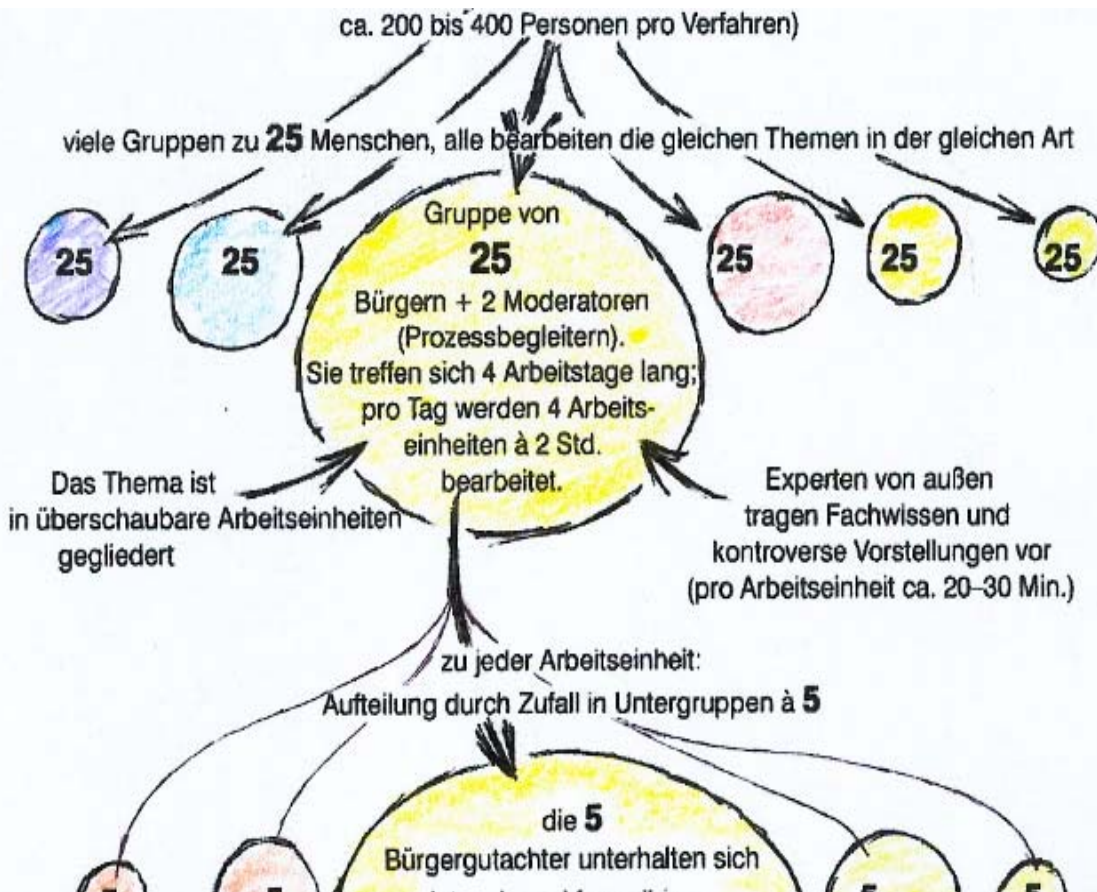 ca. 200 bis 400 Personen pro Verfahren)
viele Gruppen zu 25 Menschen, alle bearbeiten die gleichen Themen in der gleichen Art
25
25
Gruppe von
25
Bürgern + 2 Moderatoren
(Prozessbegleitern).
Sie treffen sich 4 Arbeitstage lang;
pro Tag werden 4 Arbeits-
einheiten à 2 Std.
bearbeitet.
25
25
25
Das Thema ist
in überschaubare Arbeitseinheiten
gegliedert
Experten von außen
tragen Fachwissen und
kontroverse Vorstellungen vor
(pro Arbeitseinheit ca. 20–30 Min.)
zu jeder Arbeitseinheit:
Aufteilung durch Zufall in Untergruppen à 5
die 5
Bürgergutachter unterhalten sich